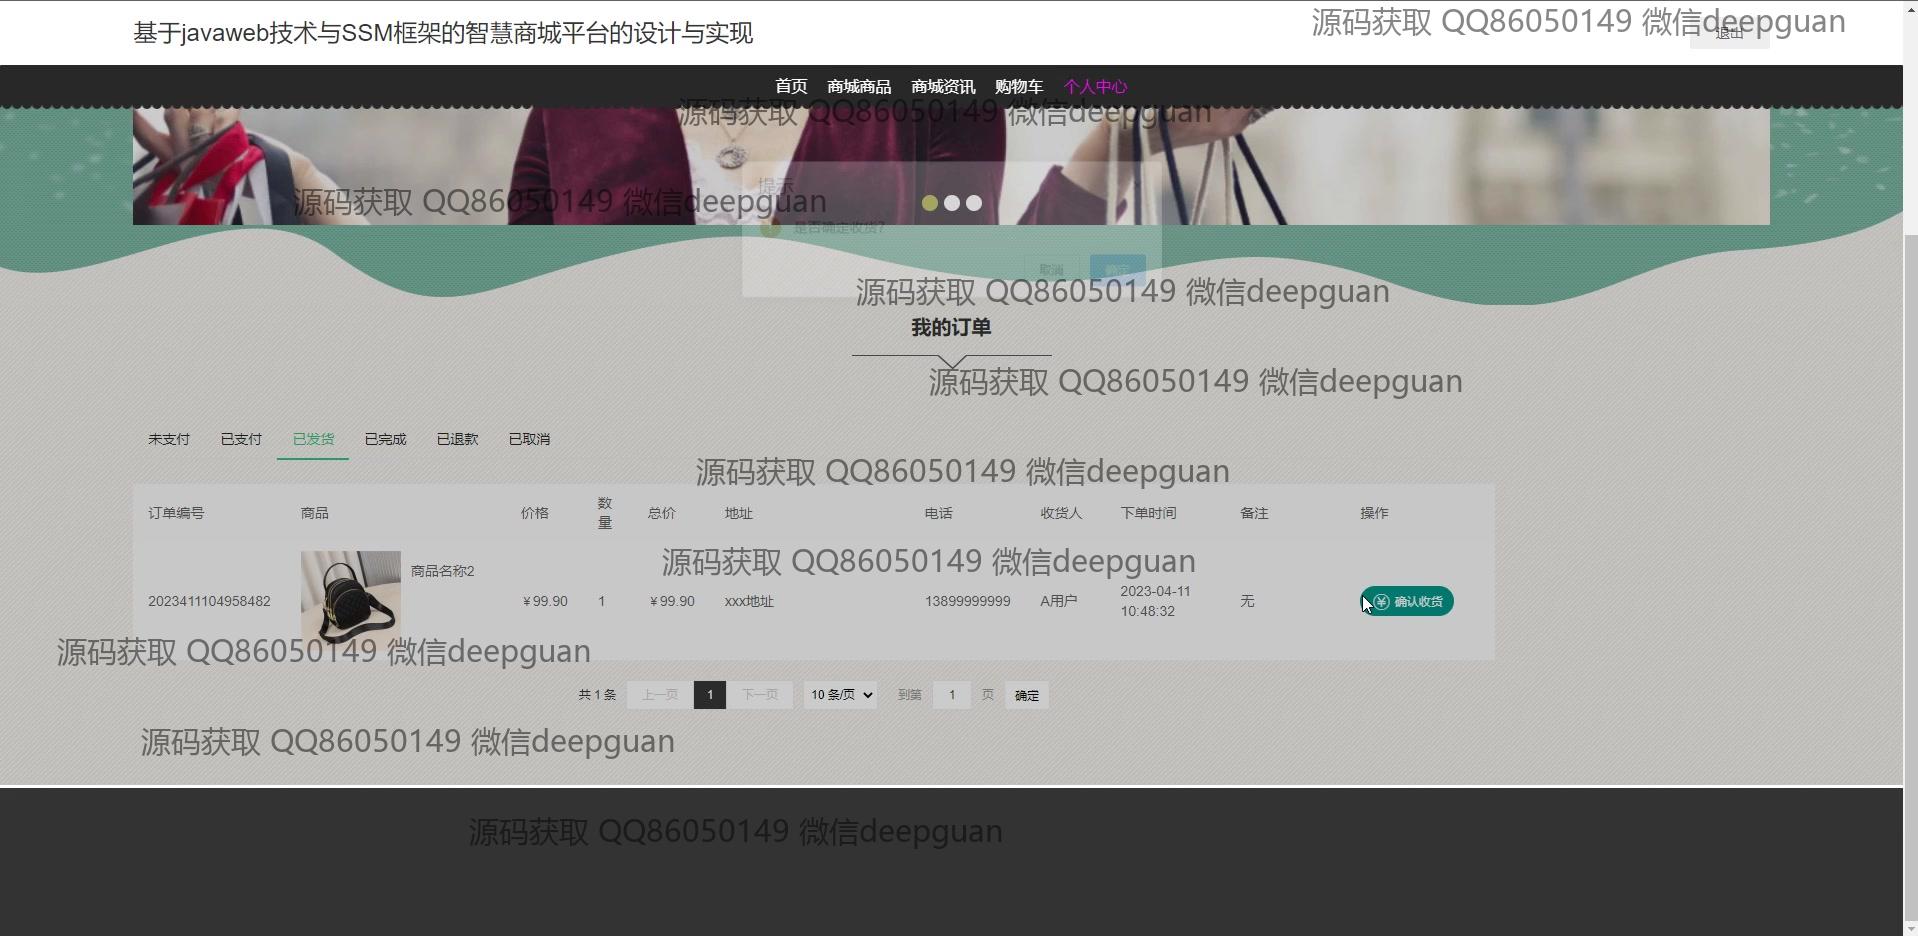 基于javaweb技术与SSM框架的智慧商城平台的设计与实现
源码获取 QQ86050149 微信deepguan
退出
首页 商城商品 商城资讯 购物车 个人中心
源码获取 QQ86050149 微信deepguan
提示
源码获取 QQ86050149 微信deepguan
是否确定收货?
取消 确定
源码获取 QQ86050149 微信deepguan
我的订单
源码获取 QQ86050149 微信deepguan
未支付 已支付 已发货 已完成 已退款 已取消
源码获取 QQ86050149 微信deepguan
订单编号 商品 价格 数量 总价 地址 电话 收货人 下单时间 备注 操作
源码获取 QQ86050149 微信deepguan
商品名称2
2023411104958482 ¥99.90 1 ¥99.90 xxx地址 13899999999 A用户 2023-04-11 10:48:32 无 确认收货
源码获取 QQ86050149 微信deepguan
共 1 条 上一页 1 下一页 10 条/页 到第 1 页 确定
源码获取 QQ86050149 微信deepguan
源码获取 QQ86050149 微信deepguan